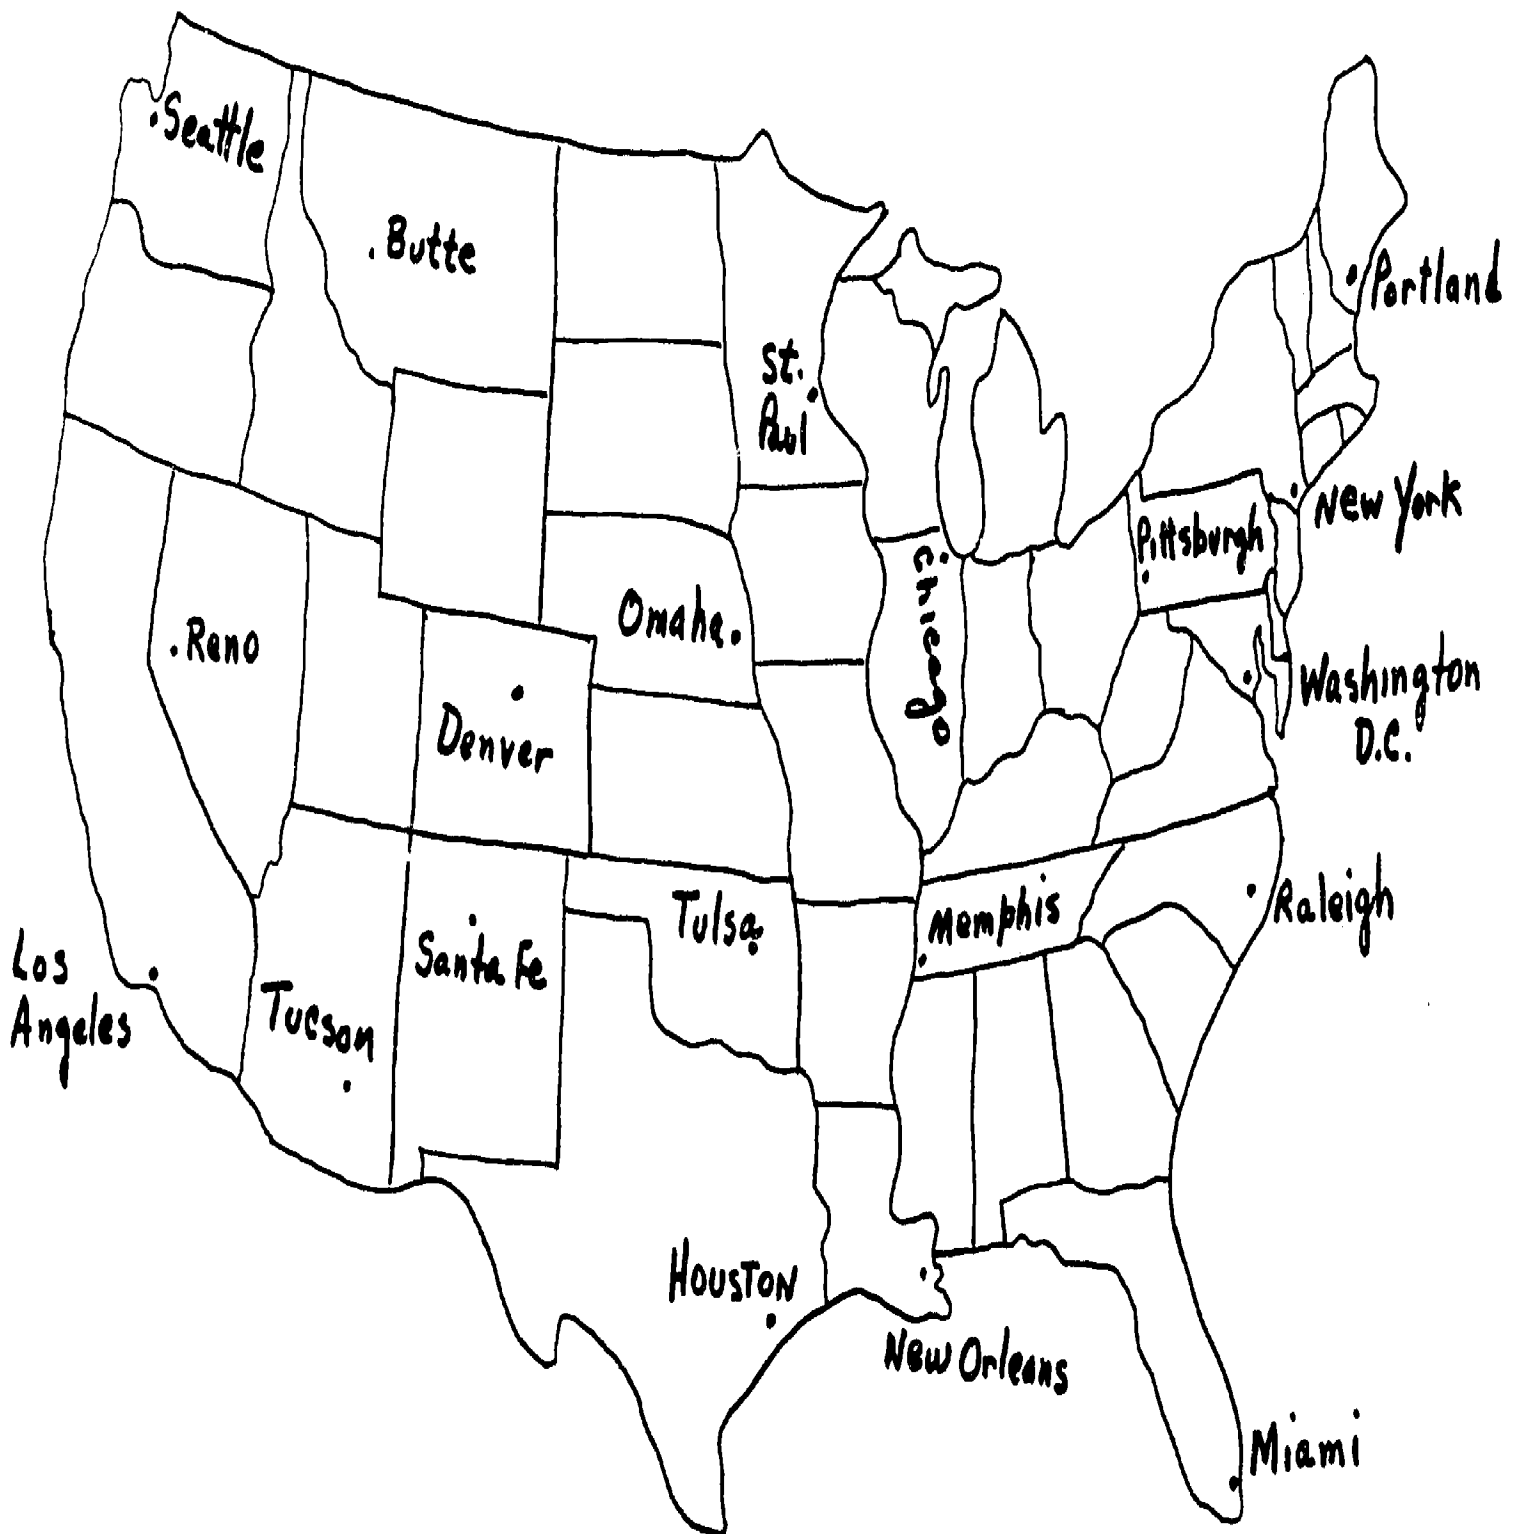 Seattle
Butte
Portland
St.
Paul
New York
Pittsburgh
Chicago
Omaha
Reno
Washington
D.C.
Denver
Raleigh
Memphis
Tulsa
Santa Fe
Los
Angeles
Tucson
Houston
New Orleans
Miami